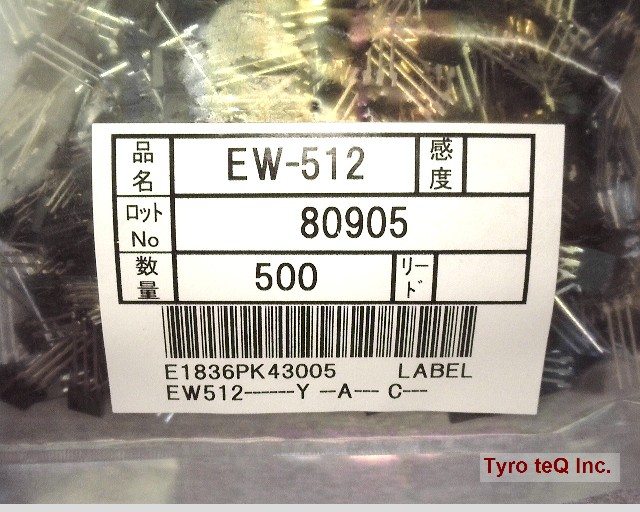 品名 EW-512 感度
ロット No 80905
数量 500 リード
E1836PK43005 LABEL
EW512------Y --A--- C---
Tyro teQ Inc.